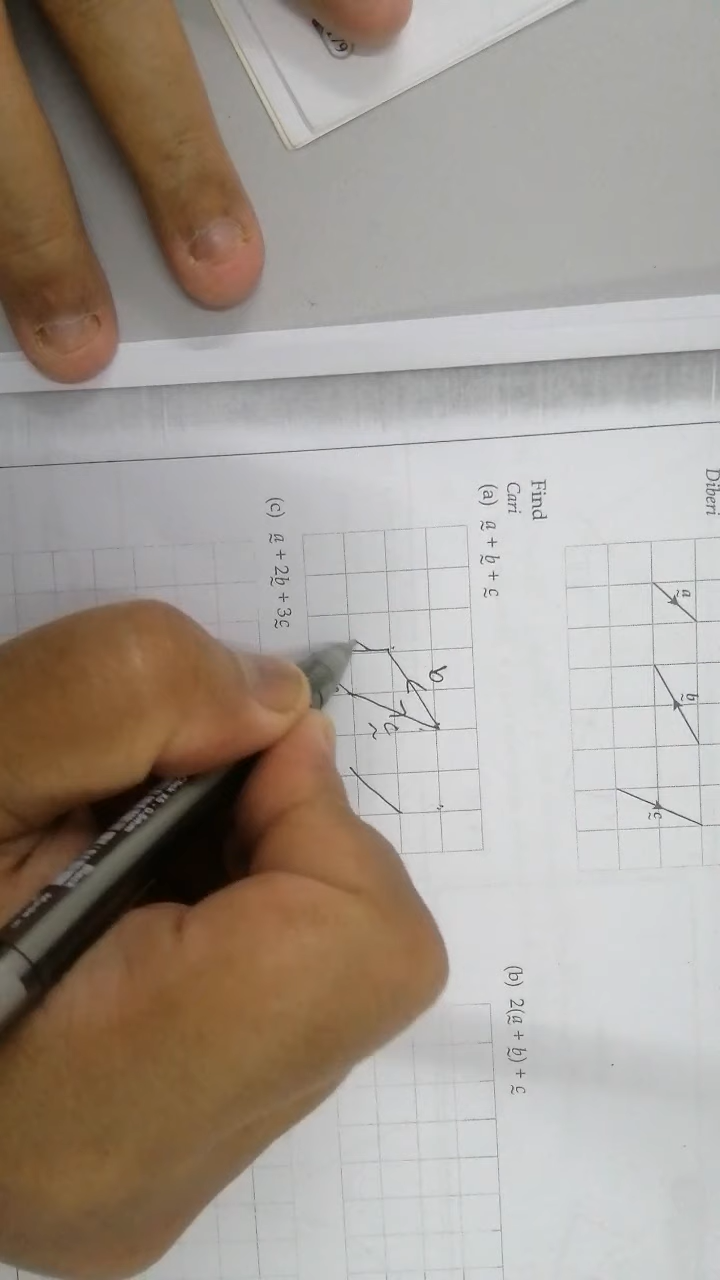 Diberi
a
b
c
Find
Cari
(a) a + b + c
(b) 2(a + b) + c
b
c
(c) a + 2b + 3c